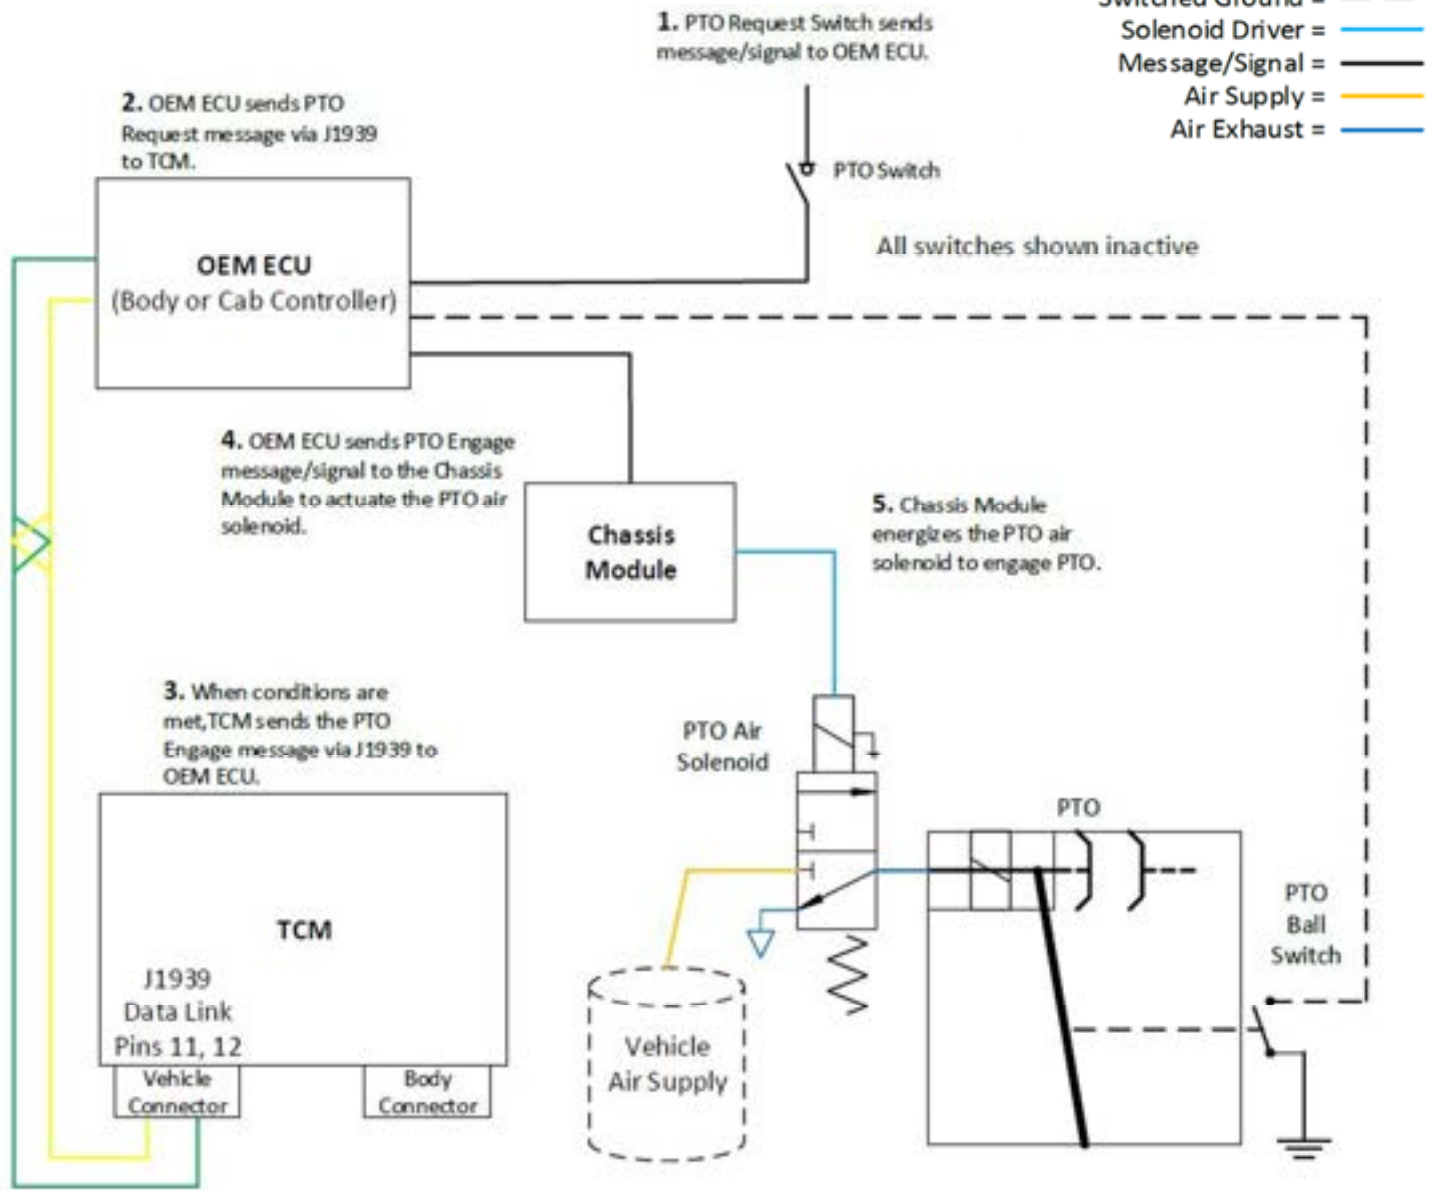 1. PTO Request Switch sends
message/signal to OEM ECU.
Switched Ground =
Solenoid Driver =
Message/Signal =
Air Supply =
Air Exhaust =
2. OEM ECU sends PTO
Request message via J1939
to TCM.
PTO Switch
All switches shown inactive
OEM ECU
(Body or Cab Controller)
4. OEM ECU sends PTO Engage
message/signal to the Chassis
Module to actuate the PTO air
solenoid.
Chassis
Module
5. Chassis Module
energizes the PTO air
solenoid to engage PTO.
3. When conditions are
met,TCM sends the PTO
Engage message via J1939 to
OEM ECU.
PTO Air
Solenoid
PTO
PTO
Ball
Switch
TCM
J1939
Data Link
Pins 11, 12
Vehicle
Connector
Body
Connector
Vehicle
Air Supply